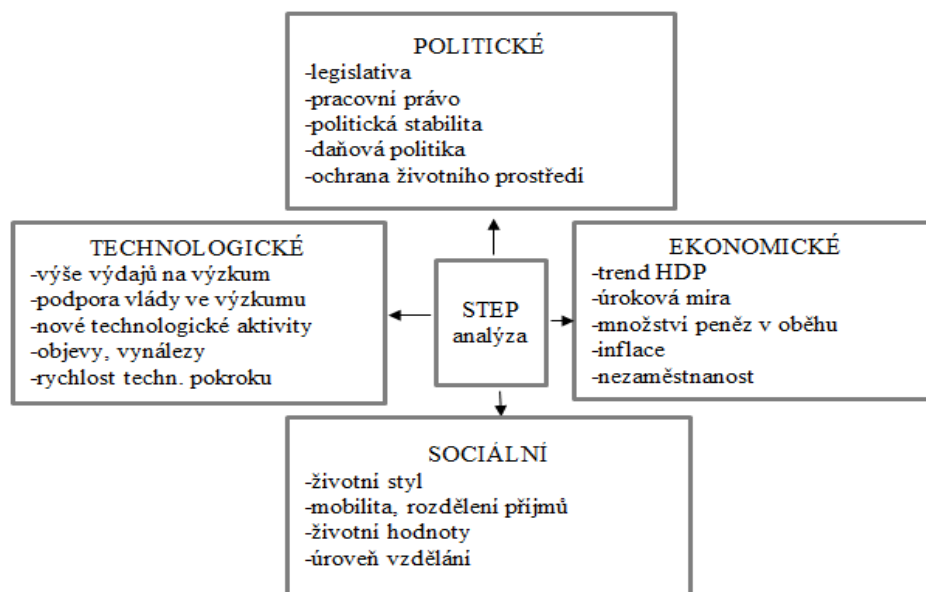 POLITICKÉ
-legislativa
-pracovní právo
-politická stabilita
-daňová politika
-ochrana životního prostředí
TECHNOLOGICKÉ
-výše výdajů na výzkum
-podpora vlády ve výzkumu
-nové technologické aktivity
-objevy, vynálezy
-rychlost techn. pokroku
STEP
analýza
EKONOMICKÉ
-trend HDP
-úroková míra
-množství peněz v oběhu
-inflace
-nezaměstnanost
SOCIÁLNÍ
-životní styl
-mobilita, rozdělení příjmů
-životní hodnoty
-úroveň vzdělání